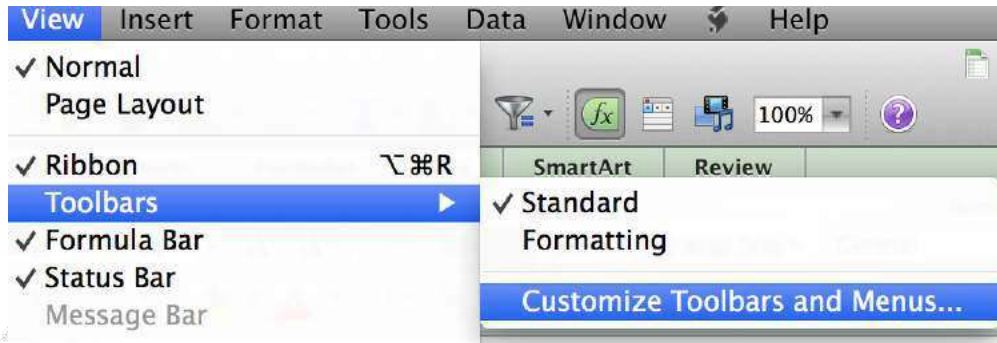 View Insert Format Tools Data Window Help
✓ Normal
Page Layout
100%
fx
?
✓ Ribbon ⌥⌘R
SmartArt Review
Toolbars ▶
✓ Standard
✓ Formula Bar
Formatting
✓ Status Bar
Customize Toolbars and Menus...
Message Bar